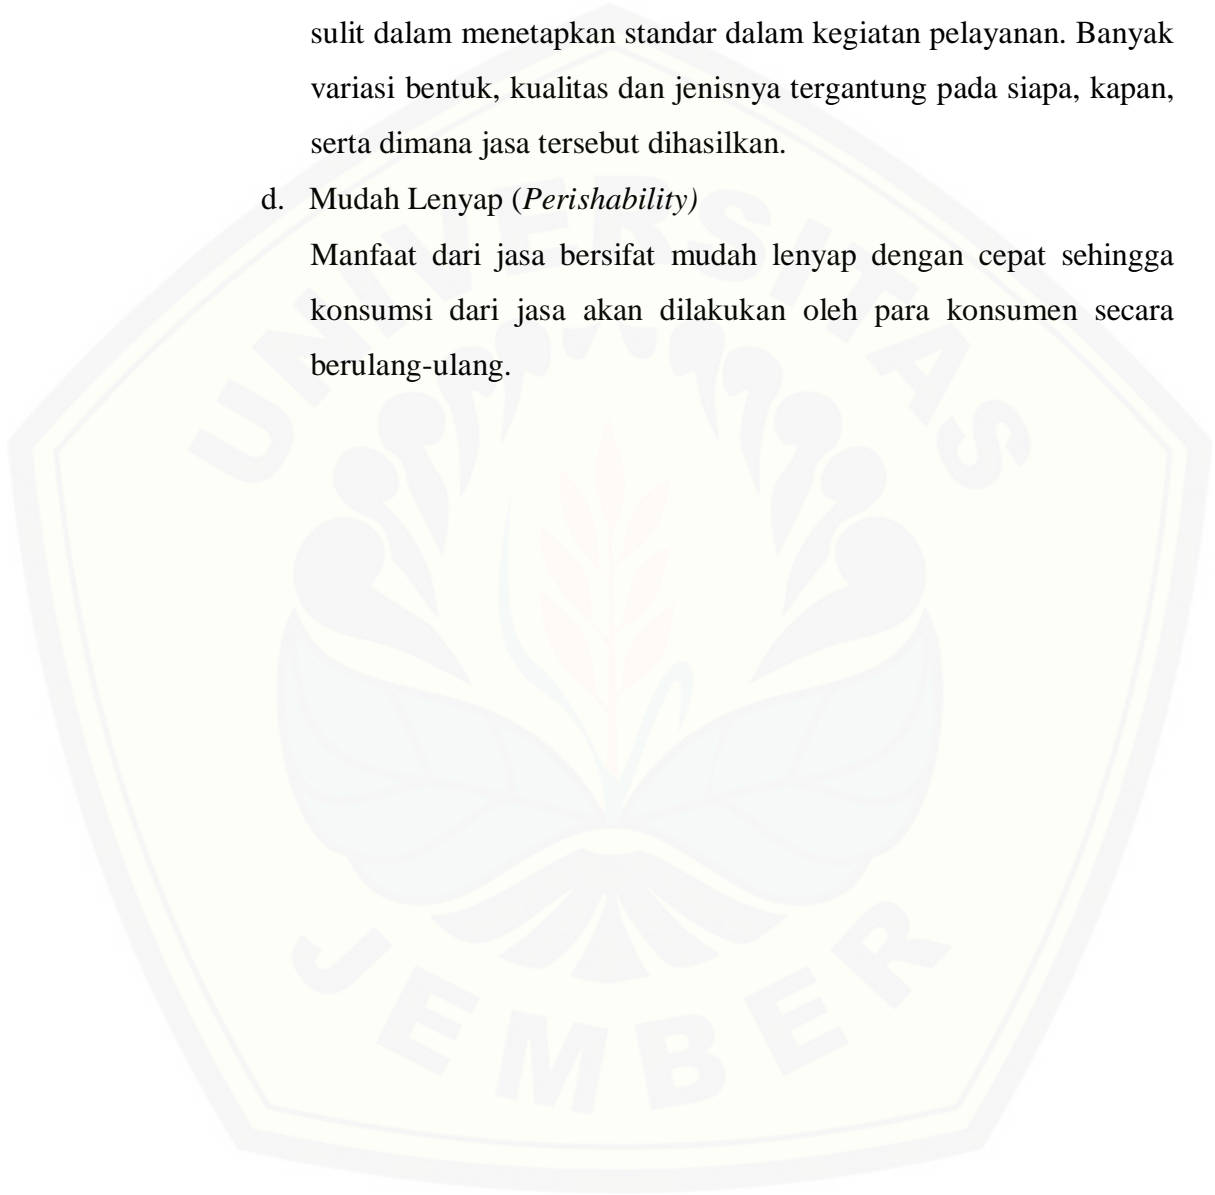 sulit dalam menetapkan standar dalam kegiatan pelayanan. Banyak
variasi bentuk, kualitas dan jenisnya tergantung pada siapa, kapan,
serta dimana jasa tersebut dihasilkan.
d. Mudah Lenyap (Perishability)
Manfaat dari jasa bersifat mudah lenyap dengan cepat sehingga
konsumsi dari jasa akan dilakukan oleh para konsumen secara
berulang-ulang.
UNIVERSITAS
JEMBER